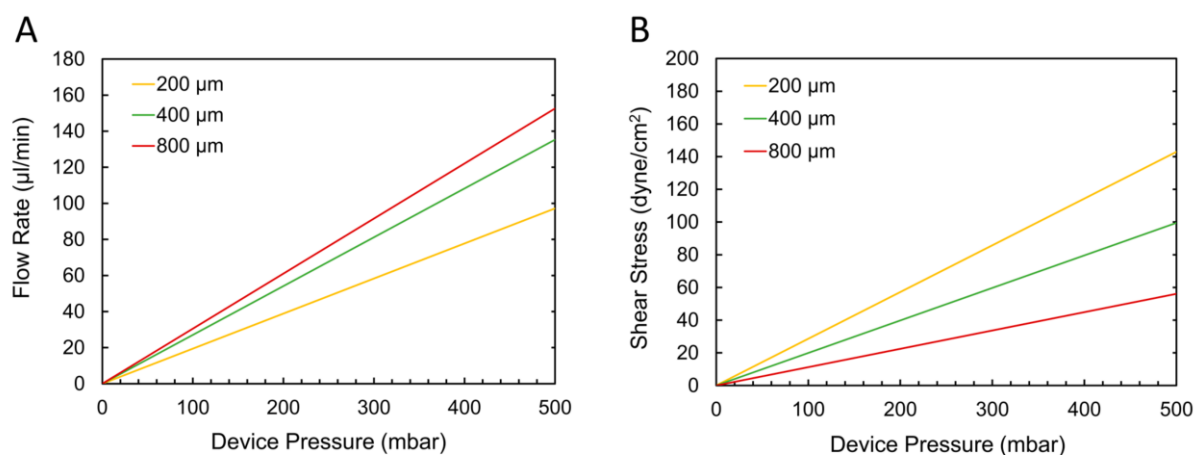 A
Flow Rate (µl/min)
180
160
140
120
100
80
60
40
20
0
200 µm
400 µm
800 µm
0 100 200 300 400 500
Device Pressure (mbar)
B
Shear Stress (dyne/cm²)
200
180
160
140
120
100
80
60
40
20
0
200 µm
400 µm
800 µm
0 100 200 300 400 500
Device Pressure (mbar)